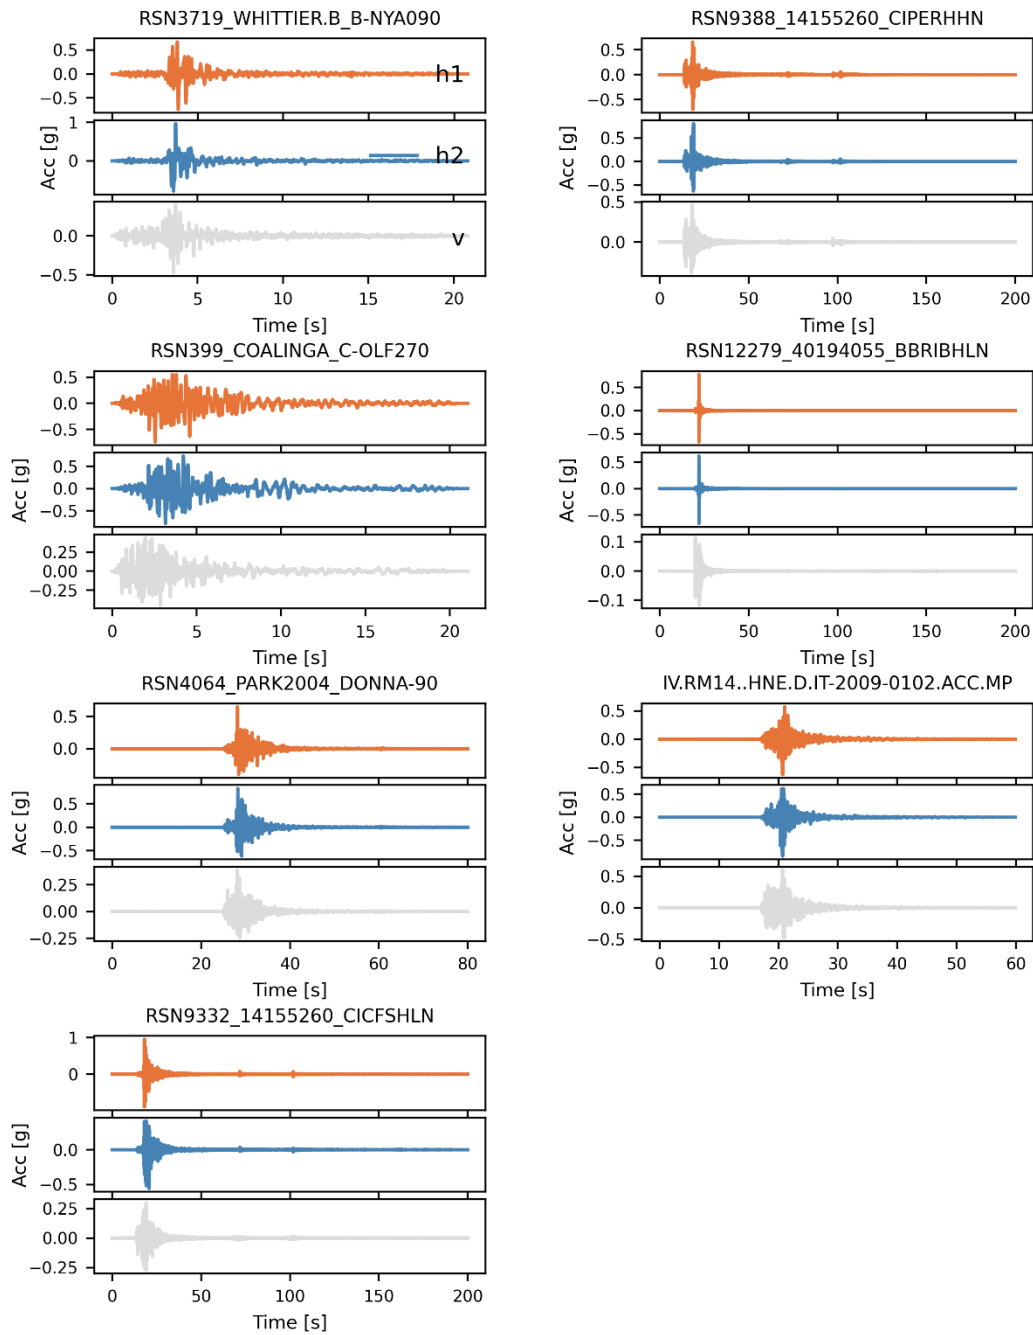 RSN3719_WHITTIER.B_B-NYA090
0.5
0.0
−0.5
h1
1
0
h2
0.0
−0.5
v
Acc [g]
0 5 10 15 20
Time [s]
RSN9388_14155260_CIPERHHN
0.5
0.0
−0.5
0.5
0.0
−0.5
0.5
0.0
Acc [g]
0 50 100 150 200
Time [s]
RSN399_COALINGA_C-OLF270
0.5
0.0
−0.5
0.5
0.0
−0.5
0.25
0.00
−0.25
Acc [g]
0 5 10 15 20
Time [s]
RSN12279_40194055_BBRIBHLN
0.5
0.0
−0.5
0.5
0.0
−0.5
0.1
0.0
−0.1
Acc [g]
0 50 100 150 200
Time [s]
RSN4064_PARK2004_DONNA-90
0.5
0.0
0.5
0.0
−0.5
0.25
0.00
−0.25
Acc [g]
0 20 40 60 80
Time [s]
IV.RM14..HNE.D.IT-2009-0102.ACC.MP
0.5
0.0
−0.5
0.5
0.0
−0.5
0.5
0.0
−0.5
Acc [g]
0 10 20 30 40 50 60
Time [s]
RSN9332_14155260_CICFSHLN
1
0
0.0
−0.5
0.25
0.00
−0.25
Acc [g]
0 50 100 150 200
Time [s]